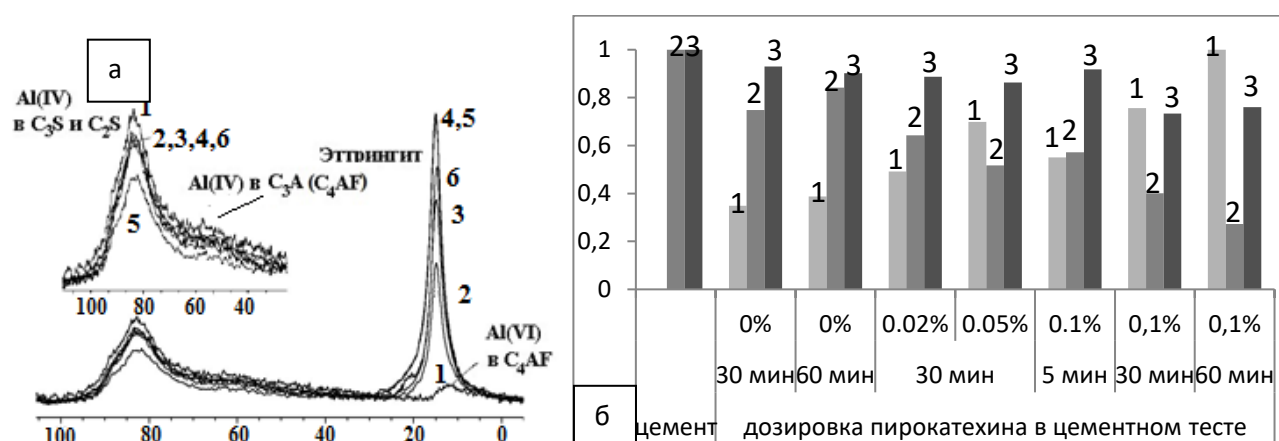 а
Al(IV)
в C₃S и C₂S
1
2,3,4,6
Al(IV) в C₃A (C₄AF)
5
100 80 60 40
Эттрингит
4,5
6
3
2
Al(VI)
в C₄AF
1
100 80 60 40 20 0
1
0,8
0,6
0,4
0,2
0
23
1 2 3
1 2 3
1 2 3
1 2 3
1 2 3
1 2 3
1 2 3
0% 0% 0.02% 0.05% 0.1% 0,1% 0,1%
30 мин 60 мин 30 мин 5 мин 30 мин 60 мин
б
цемент дозировка пирокатехина в цементном тесте